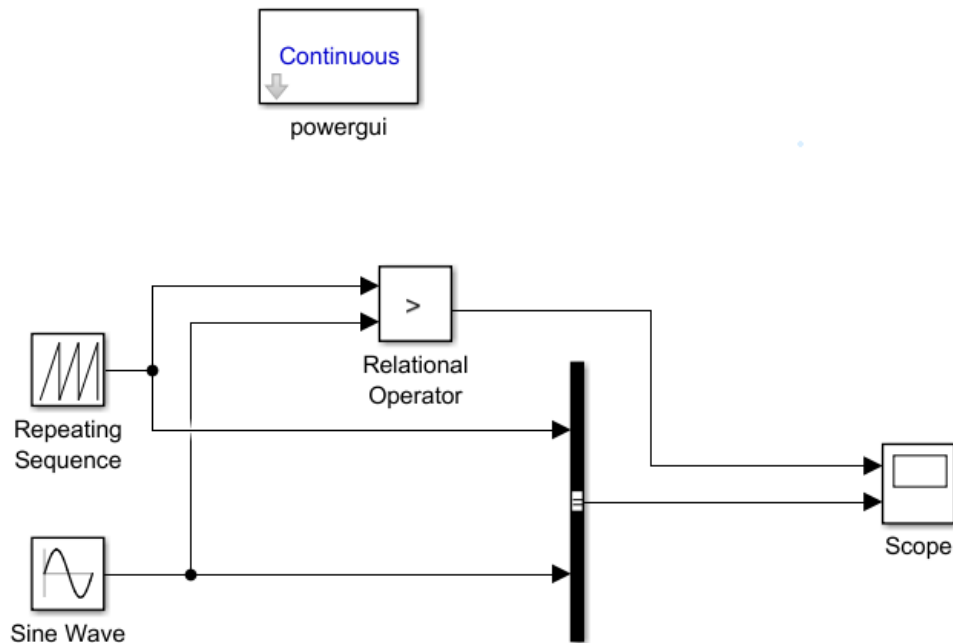 Continuous
powergui
>
Relational
Operator
Repeating
Sequence
Scope
Sine Wave